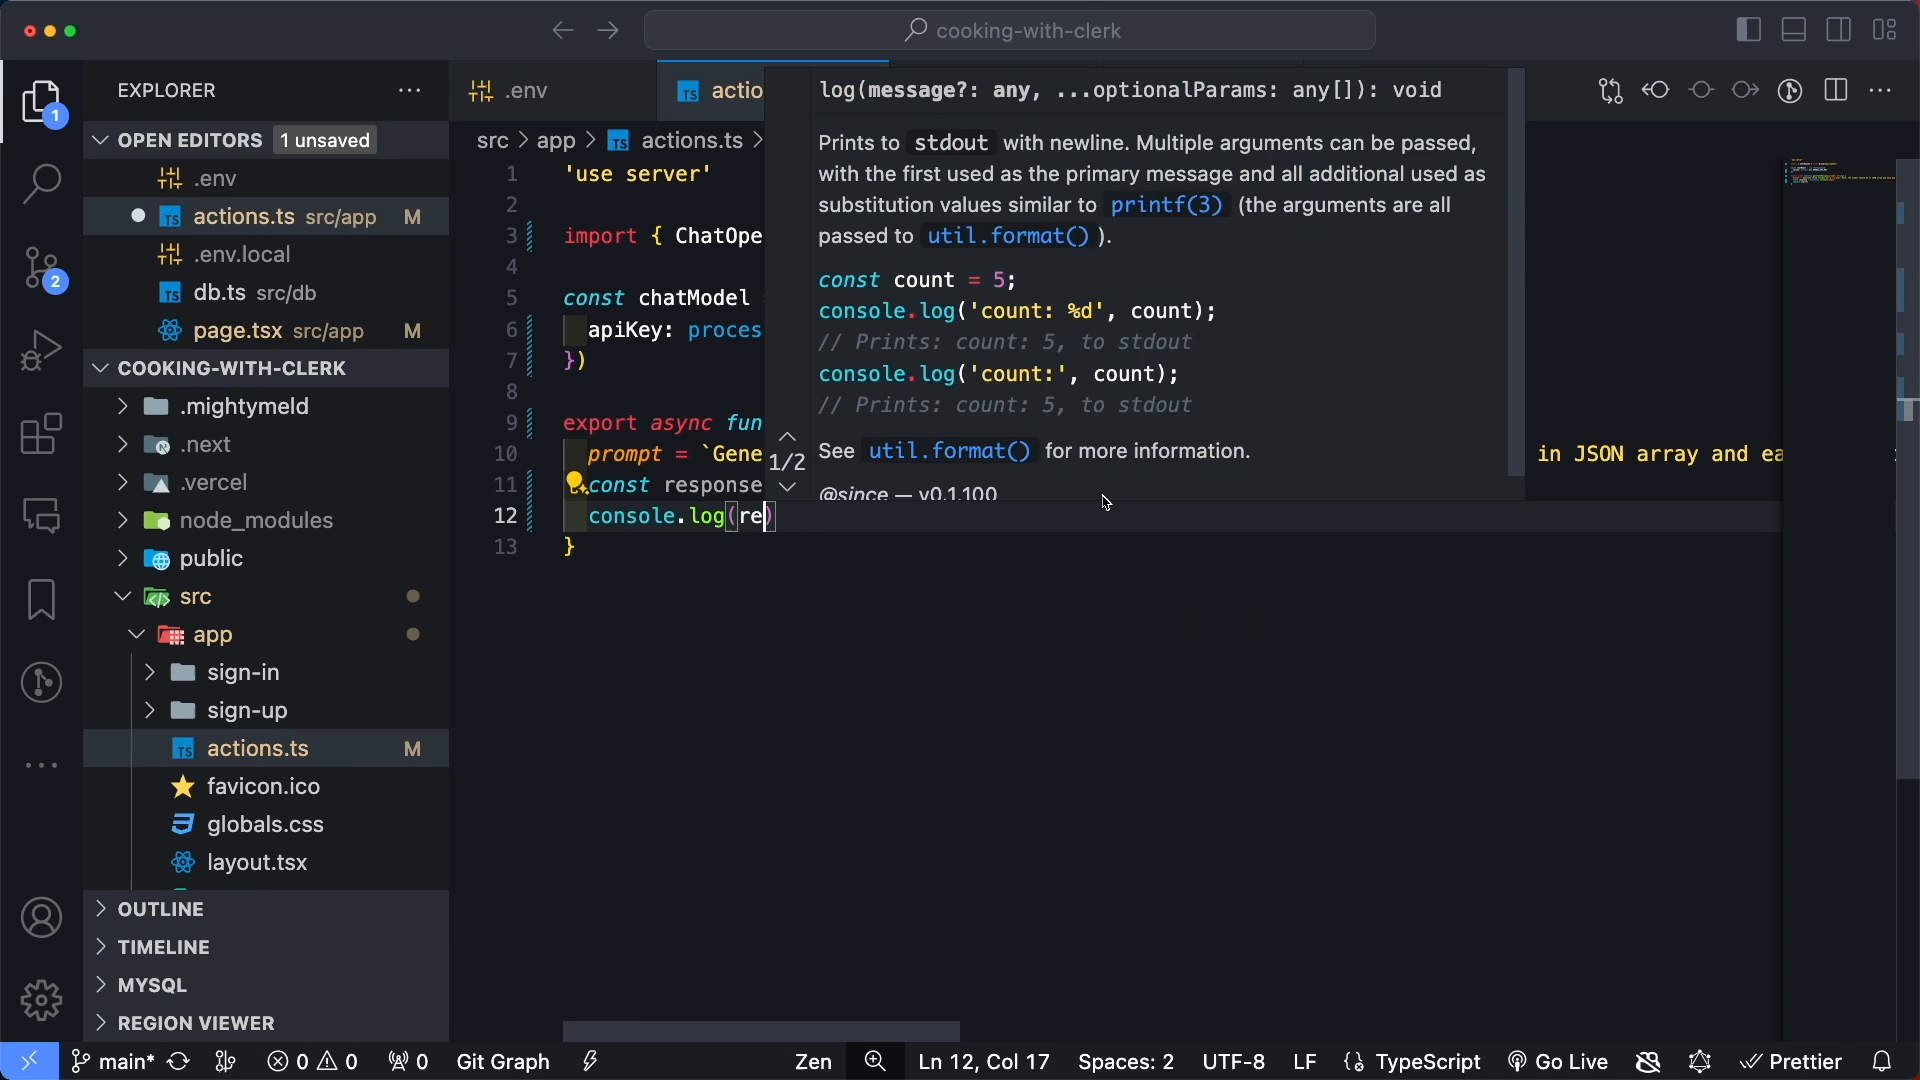 cooking-with-clerk
EXPLORER
OPEN EDITORS 1 unsaved
.env
actions.ts src/app M
.env.local
db.ts src/db
page.tsx src/app M
COOKING-WITH-CLERK
.mightymeld
.next
.vercel
node_modules
public
src
app
sign-in
sign-up
actions.ts M
favicon.ico
globals.css
layout.tsx
OUTLINE
TIMELINE
MYSQL
REGION VIEWER
1
2
.env
TS actio
src > app > TS actions.ts >
1 'use server'
2
3 import { ChatOpe
4
5 const chatModel
6 apiKey: proces
7 })
8
9 export async fun
10 prompt = `Gene
in JSON array and ea
11 const response
12 console.log(re)
13 }
log(message?: any, ...optionalParams: any[]): void
Prints to stdout with newline. Multiple arguments can be passed,
with the first used as the primary message and all additional used as
substitution values similar to printf(3) (the arguments are all
passed to util.format() ).
const count = 5;
console.log('count: %d', count);
// Prints: count: 5, to stdout
console.log('count:', count);
// Prints: count: 5, to stdout
1/2
See util.format() for more information.
@since — v0.1.100
main* 0 0 0 Git Graph Zen Ln 12, Col 17 Spaces: 2 UTF-8 LF TypeScript Go Live Prettier